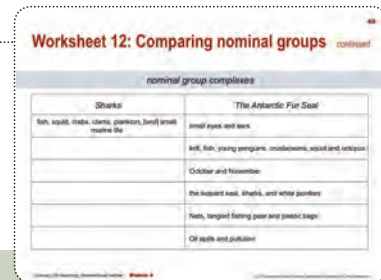 Worksheet 12: Comparing nominal groups continued
nominal group complexes
Sharks
The Antarctic Fur Seal
fish, squid, crabs, clams, plankton, [and] small
marine life
small eyes and ears
krill, fish, young penguins, crustaceans, squid and octopus
October and November
the leopard seal, sharks, and white pointers
Nets, tangled fishing gear and plastic bags
Oil spills and pollution